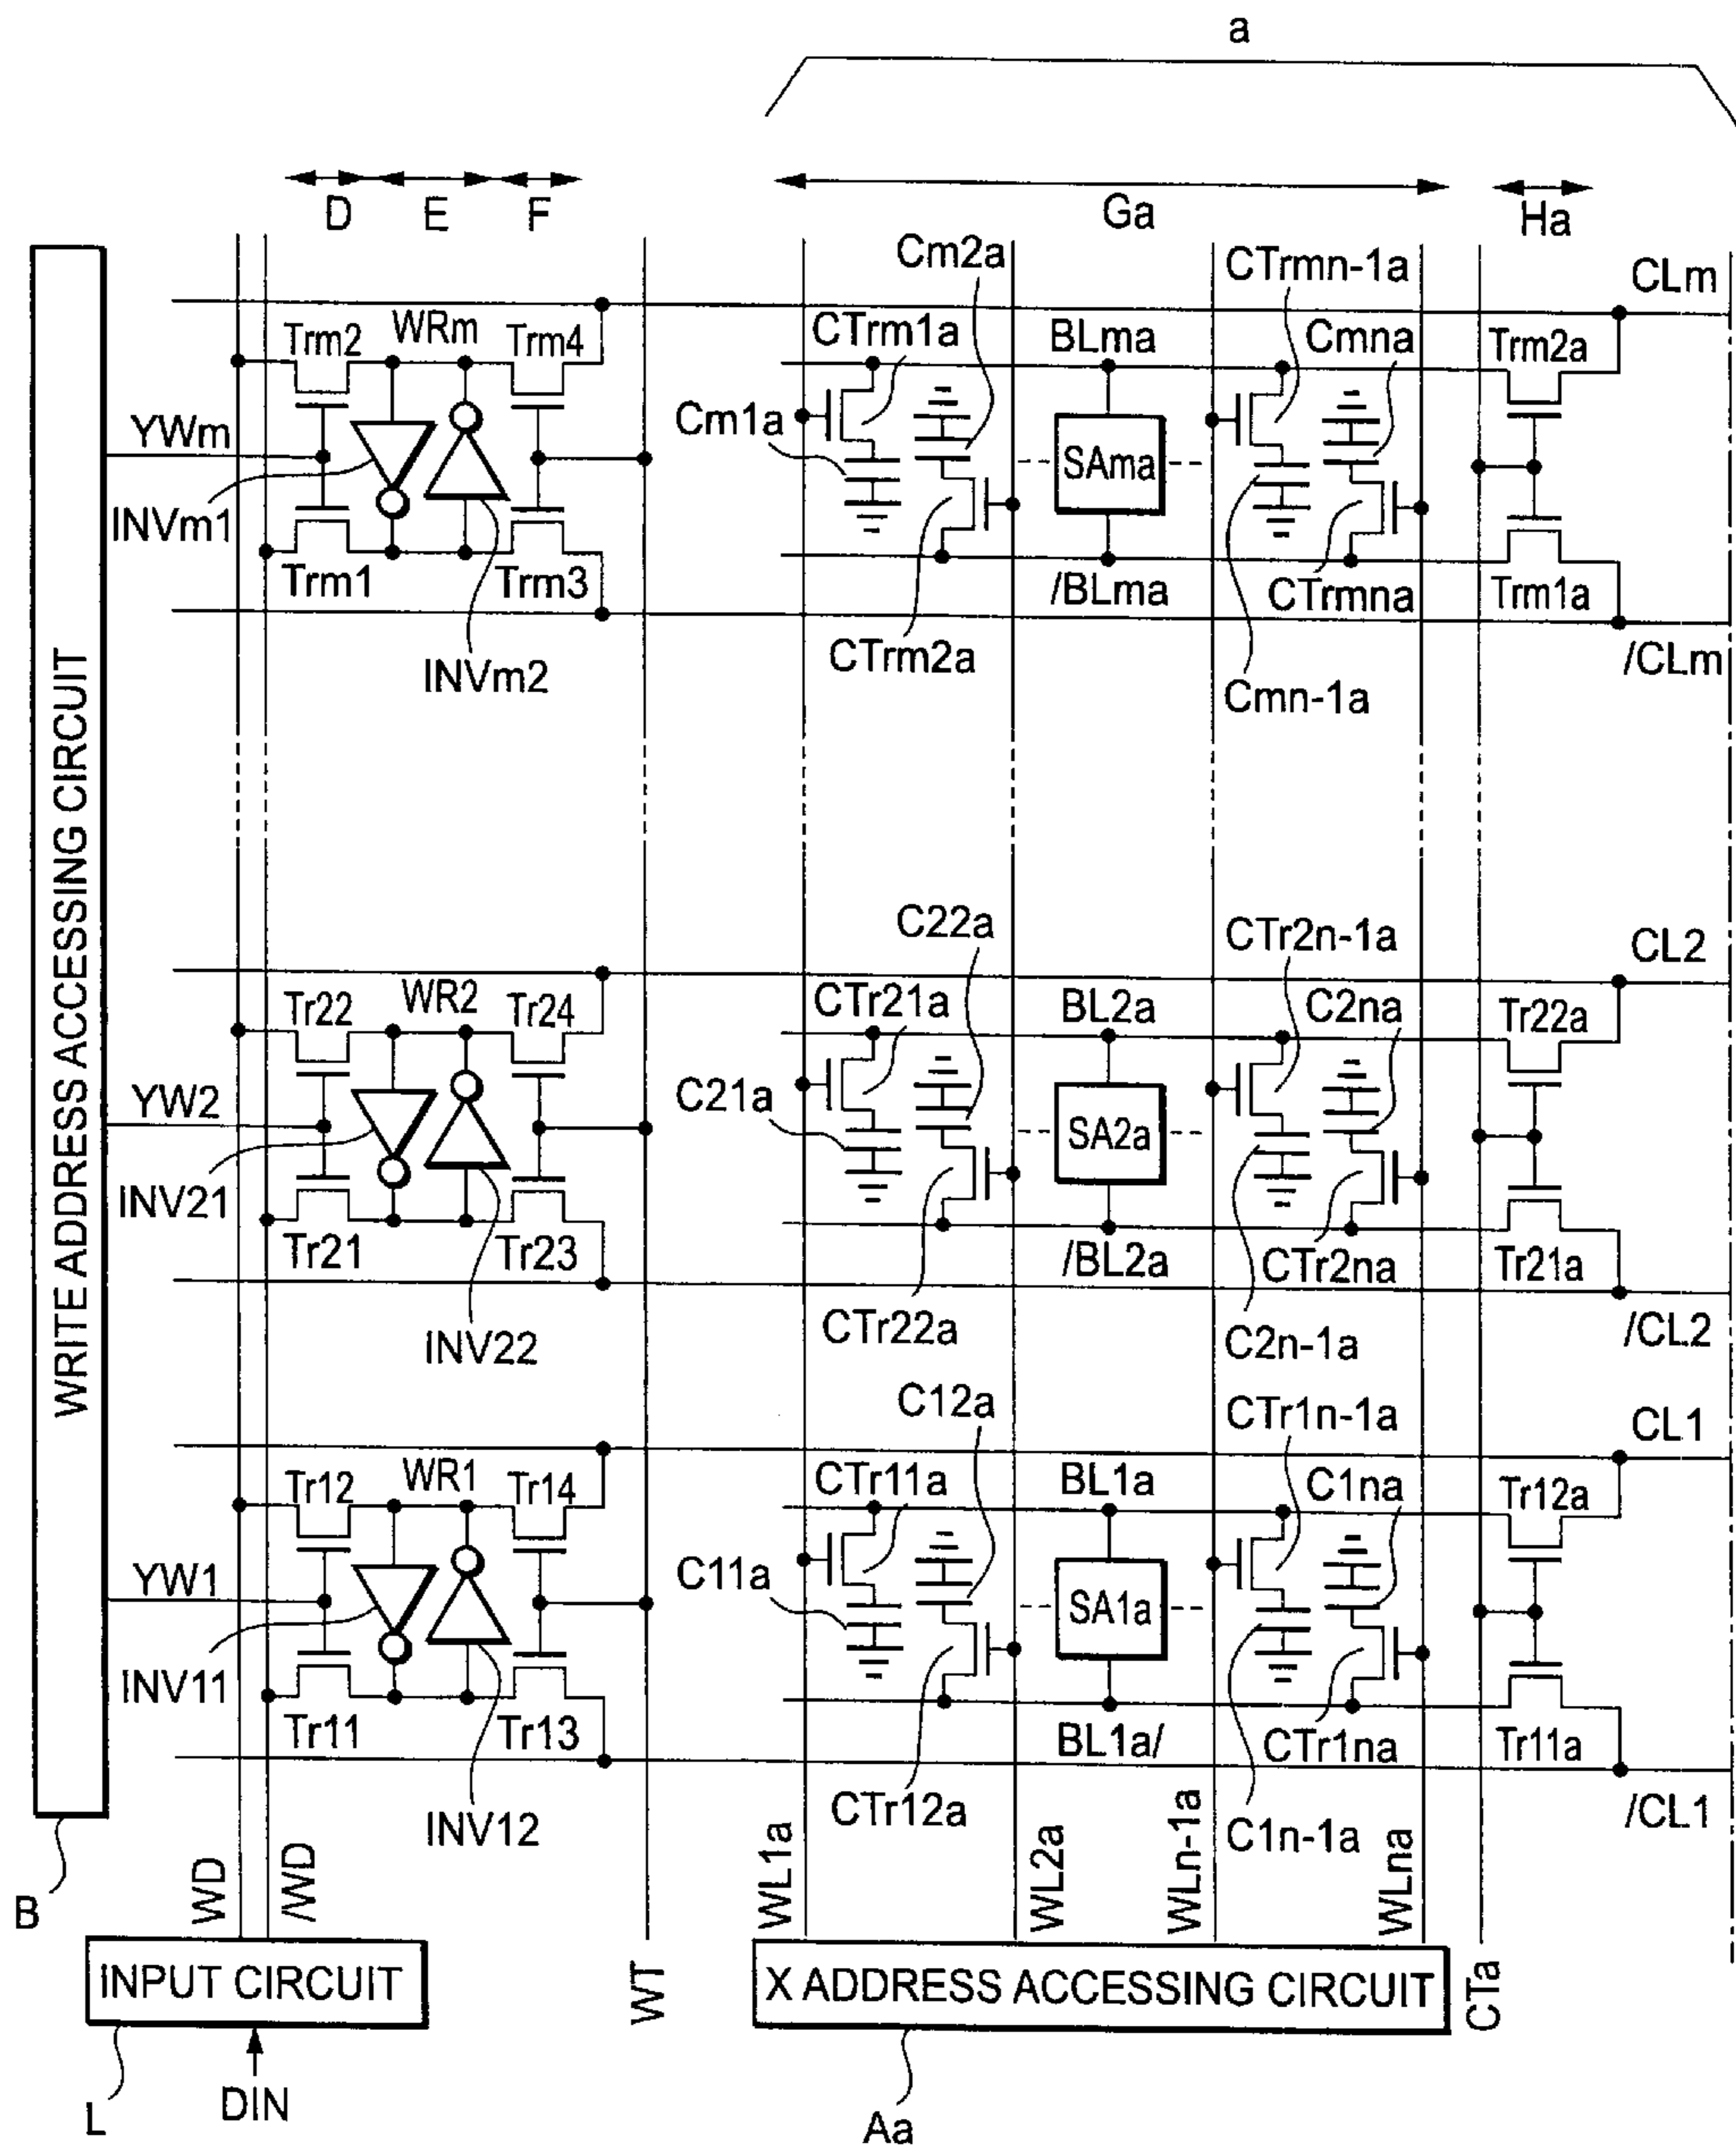 a
D E F Ga Ha
Cm2a CTrmn-1a CLm
Trm2 WRm Trm4 CTrm1a BLma Cmna Trm2a
YWm Cm1a SAma
INVm1
Trm1 Trm3 /BLma CTrmna Trm1a
INVm2 CTrm2a Cmn-1a /CLm
WRITE ADDRESS ACCESSING CIRCUIT
C22a CTr2n-1a CL2
Tr22 WR2 Tr24 CTr21a BL2a C2na Tr22a
YW2 C21a SA2a
INV21
Tr21 Tr23 /BL2a CTr2na Tr21a
INV22 CTr22a C2n-1a /CL2
C12a CTr1n-1a CL1
Tr12 WR1 Tr14 CTr11a BL1a C1na Tr12a
YW1 C11a SA1a
INV11
Tr11 Tr13 BL1a/ CTr1na Tr11a
INV12 CTr12a C1n-1a /CL1
B WD /WD WL1a WL2a WLn-1a WLna
INPUT CIRCUIT WT X ADDRESS ACCESSING CIRCUIT CTa
L DIN Aa